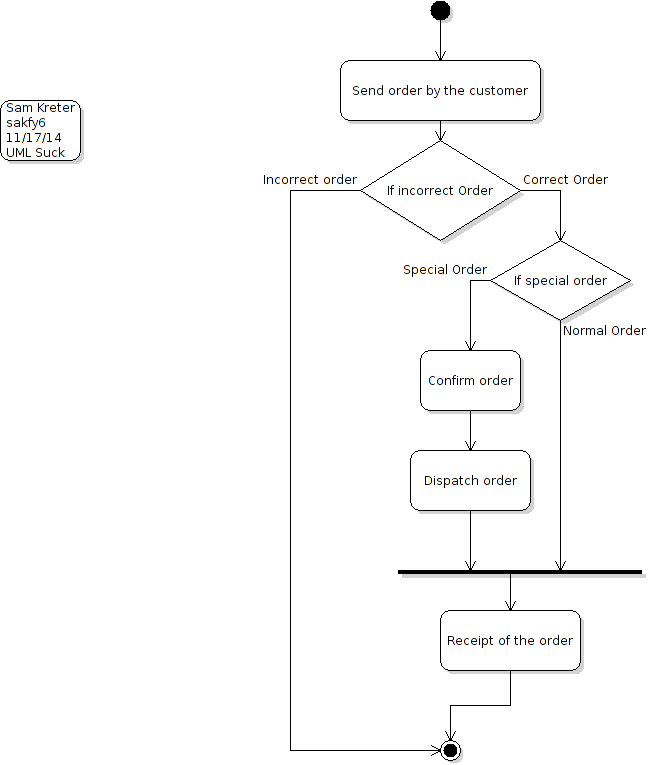 Send order by the customer
Sam Kreter
sakfy6
11/17/14
UML Suck
Incorrect order
If incorrect Order
Correct Order
Special Order
If special order
Normal Order
Confirm order
Dispatch order
Receipt of the order